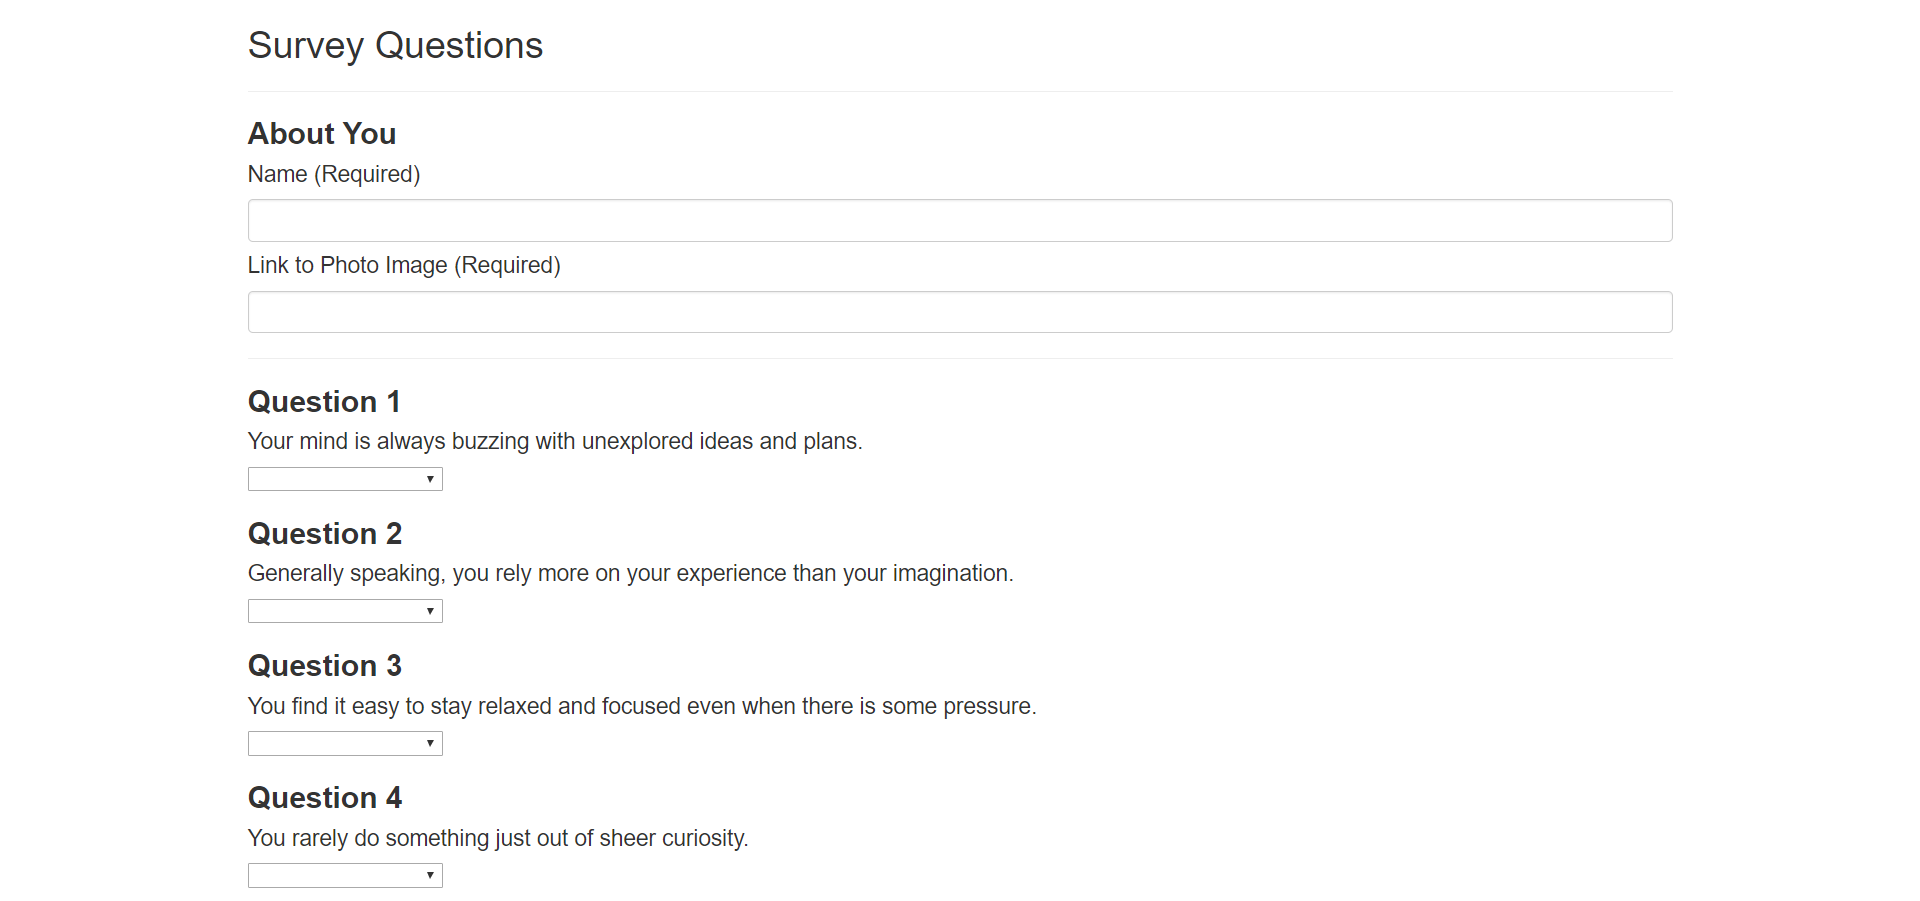 Survey Questions
About You
Name (Required)
Link to Photo Image (Required)
Question 1
Your mind is always buzzing with unexplored ideas and plans.
Question 2
Generally speaking, you rely more on your experience than your imagination.
Question 3
You find it easy to stay relaxed and focused even when there is some pressure.
Question 4
You rarely do something just out of sheer curiosity.